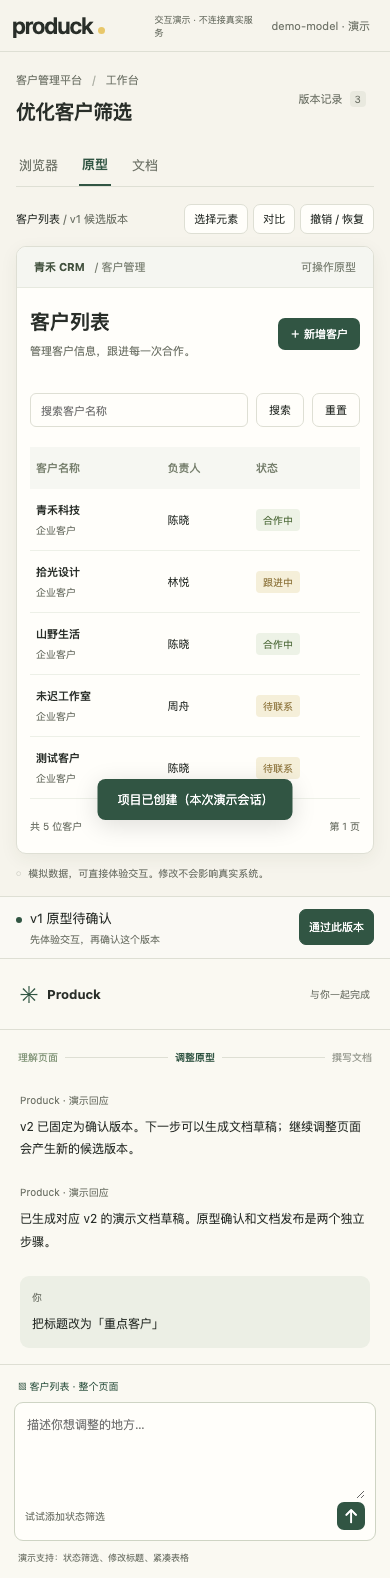 produck
交互演示 · 不连接真实服
务
demo-model · 演示
客户管理平台 / 工作台
优化客户筛选
版本记录 3
浏览器 原型 文档
客户列表 / v1 候选版本
选择元素 对比 撤销 / 恢复
青禾 CRM / 客户管理 可操作原型
客户列表
管理客户信息，跟进每一次合作。
+ 新增客户
搜索客户名称 搜索 重置
客户名称 负责人 状态
青禾科技
企业客户
陈晓 合作中
拾光设计
企业客户
林悦 跟进中
山野生活
企业客户
陈晓 合作中
未迟工作室
企业客户
周舟 待联系
测试客户
企业客户
陈晓 待联系
项目已创建（本次演示会话）
共 5 位客户 第 1 页
模拟数据，可直接体验交互。修改不会影响真实系统。
v1 原型待确认
先体验交互，再确认这个版本
通过此版本
Produck 与你一起完成
理解页面 调整原型 撰写文档
Produck · 演示回应
v2 已固定为确认版本。下一步可以生成文档草稿；继续调整页面
会产生新的候选版本。
Produck · 演示回应
已生成对应 v2 的演示文档草稿。原型确认和文档发布是两个独立
步骤。
你
把标题改为「重点客户」
客户列表 · 整个页面
描述你想调整的地方...
试试添加状态筛选
演示支持：状态筛选、修改标题、紧凑表格